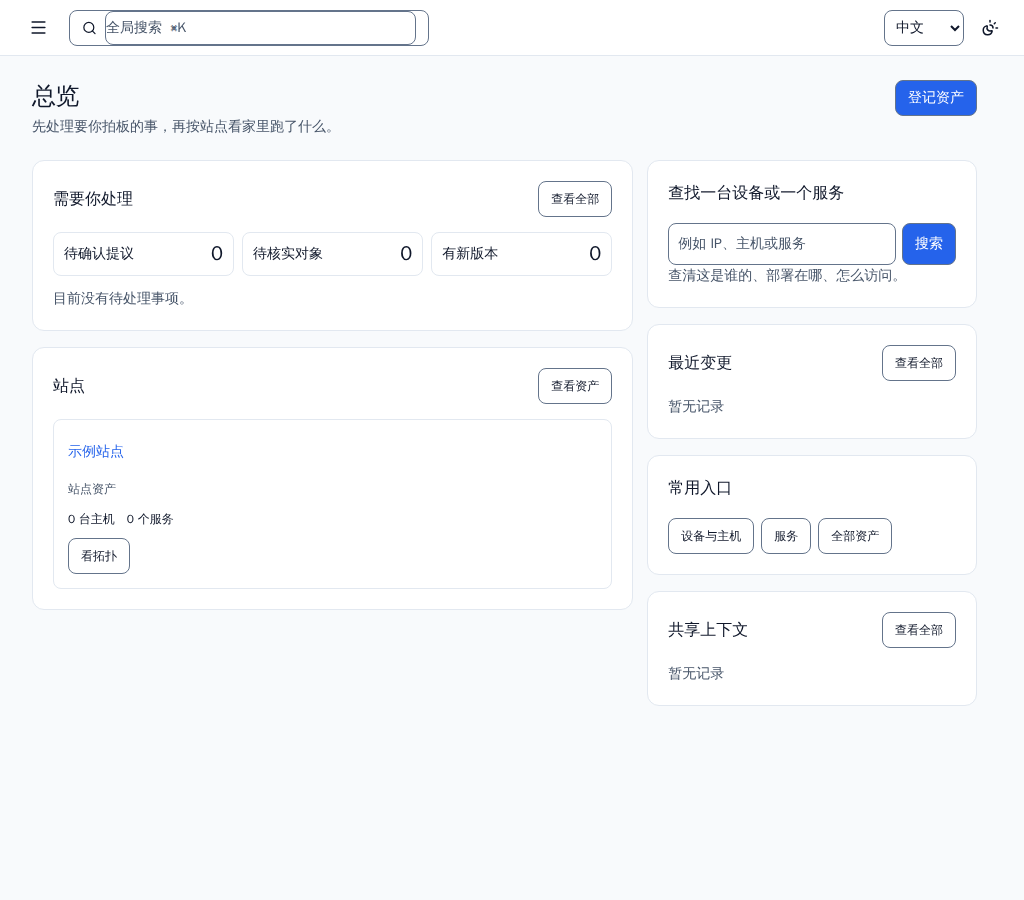 全局搜索 ⌘K
中文
总览
登记资产
先处理要你拍板的事，再按站点看家里跑了什么。
需要你处理
查看全部
待确认提议 0
待核实对象 0
有新版本 0
目前没有待处理事项。
站点
查看资产
示例站点
站点资产
0 台主机 0 个服务
看拓扑
查找一台设备或一个服务
例如 IP、主机或服务
搜索
查清这是谁的、部署在哪、怎么访问。
最近变更
查看全部
暂无记录
常用入口
设备与主机
服务
全部资产
共享上下文
查看全部
暂无记录